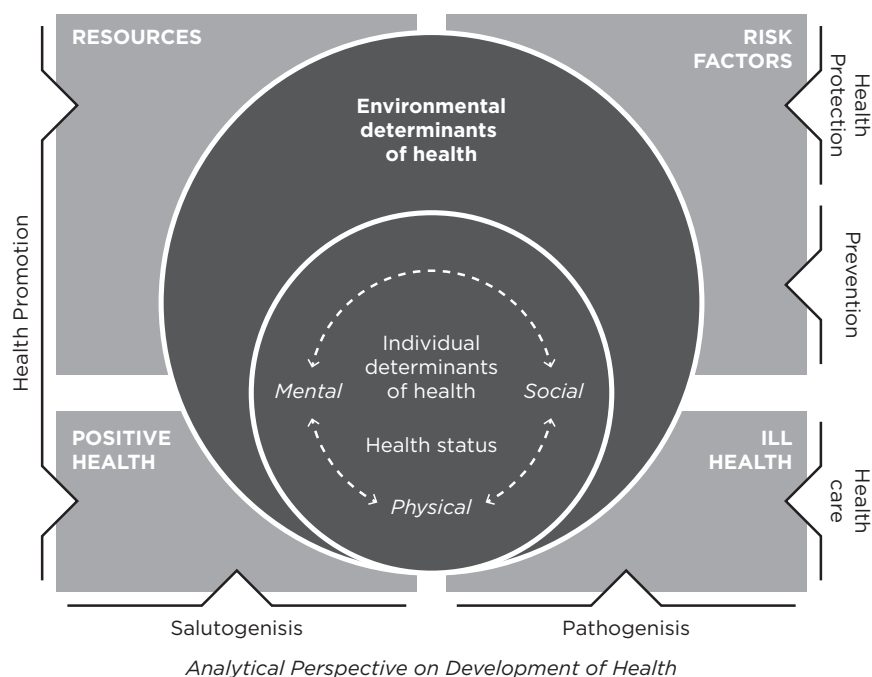 RESOURCES
RISK
FACTORS
Environmental
determinants
of health
Health
Protection
Prevention
Health Promotion
Individual
determinants
of health
Mental
Social
Health status
Physical
POSITIVE
HEALTH
ILL
HEALTH
Health
care
Salutogenisis
Pathogenisis
Analytical Perspective on Development of Health